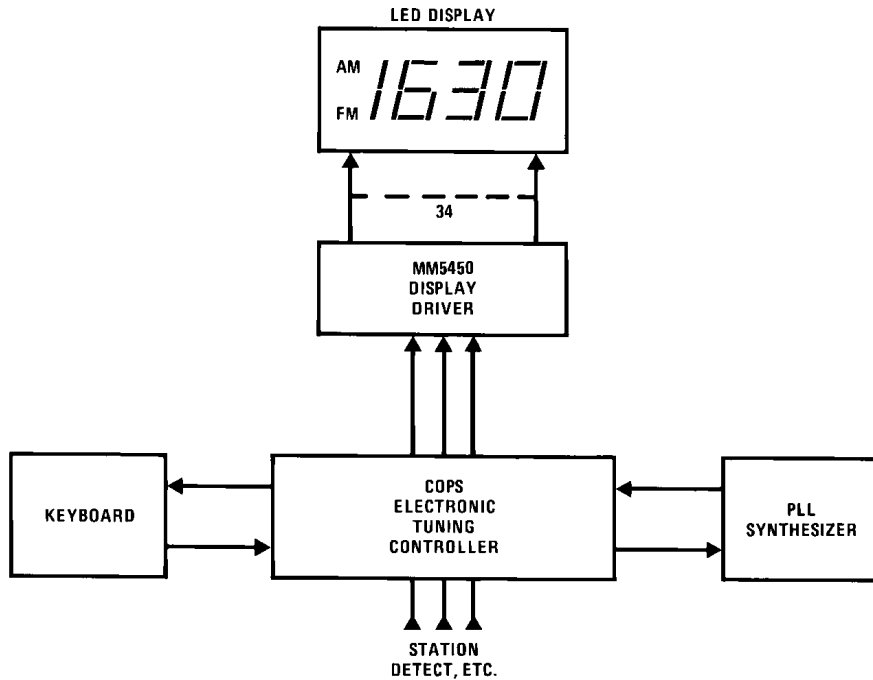 LED DISPLAY
AM
1630
FM
34
MM5450
DISPLAY
DRIVER
KEYBOARD
COPS
ELECTRONIC
TUNING
CONTROLLER
PLL
SYNTHESIZER
STATION
DETECT, ETC.